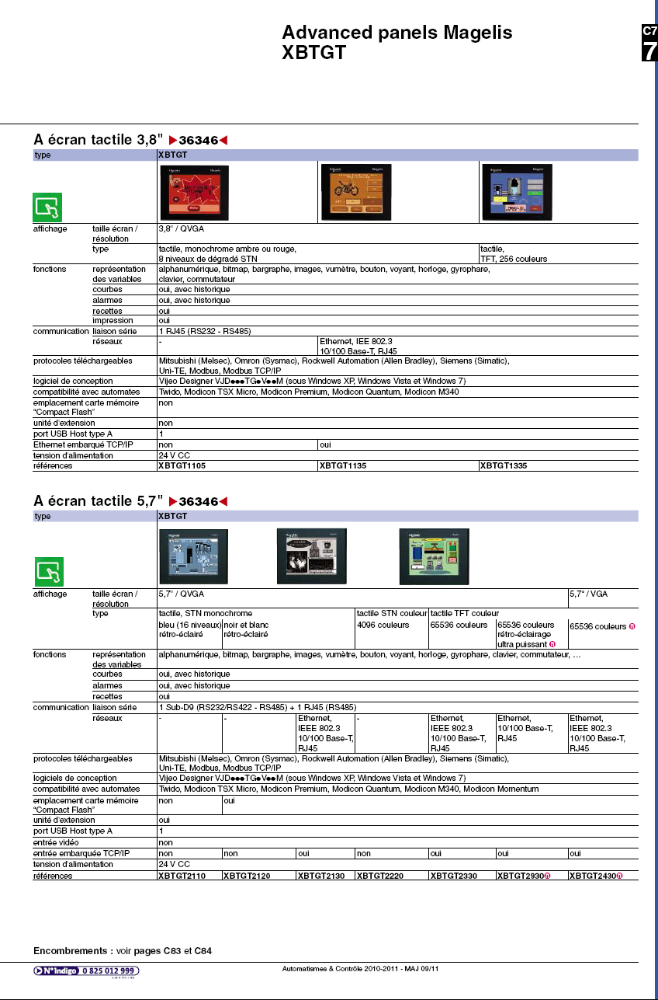 Advanced panels Magelis
XBTGT
C7
7
A écran tactile 3,8" 36346
type XBTGT
affichage taille écran / résolution 3,8" / QVGA
type tactile, monochrome ambre ou rouge, 8 niveaux de dégradé STN tactile, TFT, 256 couleurs
fonctions représentation des variables alphanumérique, bitmap, bargraphe, images, vumètre, bouton, voyant, horloge, gyrophare, clavier, commutateur
courbes oui, avec historique
alarmes oui, avec historique
recettes oui
impression oui
communication liaison série 1 RJ45 (RS232 - RS485)
réseaux - Ethernet, IEE 802.3 10/100 Base-T, RJ45
protocoles téléchargeables Mitsubishi (Melsec), Omron (Sysmac), Rockwell Automation (Allen Bradley), Siemens (Simatic),
Uni-TE, Modbus, Modbus TCP/IP
logiciel de conception Vijeo Designer VJD●●●TG●V●●M (sous Windows XP, Windows Vista et Windows 7)
compatibilité avec automates Twido, Modicon TSX Micro, Modicon Premium, Modicon Quantum, Modicon M340
emplacement carte mémoire "Compact Flash" non
unité d'extension non
port USB Host type A 1
Ethernet embarqué TCP/IP non oui
tension d'alimentation 24 V CC
références XBTGT1105 XBTGT1135 XBTGT1335
A écran tactile 5,7" 36346
type XBTGT
affichage taille écran / résolution 5,7" / QVGA 5,7" / VGA
type tactile, STN monochrome tactile STN couleur tactile TFT couleur
bleu (16 niveaux) rétro-éclairé noir et blanc rétro-éclairé 4096 couleurs 65536 couleurs 65536 couleurs rétro-éclairage ultra puissant n 65536 couleurs n
fonctions représentation des variables alphanumérique, bitmap, bargraphe, images, vumètre, bouton, voyant, horloge, gyrophare, clavier, commutateur, …
courbes oui, avec historique
alarmes oui, avec historique
recettes oui
communication liaison série 1 Sub-D9 (RS232/RS422 - RS485) + 1 RJ45 (RS485)
réseaux - - Ethernet, IEEE 802.3 10/100 Base-T, RJ45 - Ethernet, IEEE 802.3 10/100 Base-T, RJ45 Ethernet, 10/100 Base-T, RJ45 Ethernet, IEEE 802.3 10/100 Base-T, RJ45
protocoles téléchargeables Mitsubishi (Melsec), Omron (Sysmac), Rockwell Automation (Allen Bradley), Siemens (Simatic),
Uni-TE, Modbus, Modbus TCP/IP
logiciels de conception Vijeo Designer VJD●●●TG●V●●M (sous Windows XP, Windows Vista et Windows 7)
compatibilité avec automates Twido, Modicon TSX Micro, Modicon Premium, Modicon Quantum, Modicon M340, Modicon Momentum
emplacement carte mémoire "Compact Flash" non oui
unité d'extension oui
port USB Host type A 1
entrée vidéo non
entrée embarquée TCP/IP non non oui non oui oui oui
tension d'alimentation 24 V CC
références XBTGT2110 XBTGT2120 XBTGT2130 XBTGT2220 XBTGT2330 XBTGT2930 n XBTGT2430 n
Encombrements : voir pages C83 et C84
N°Indigo 0 825 012 999
Automatismes & Contrôle 2010-2011 - MAJ 09/11